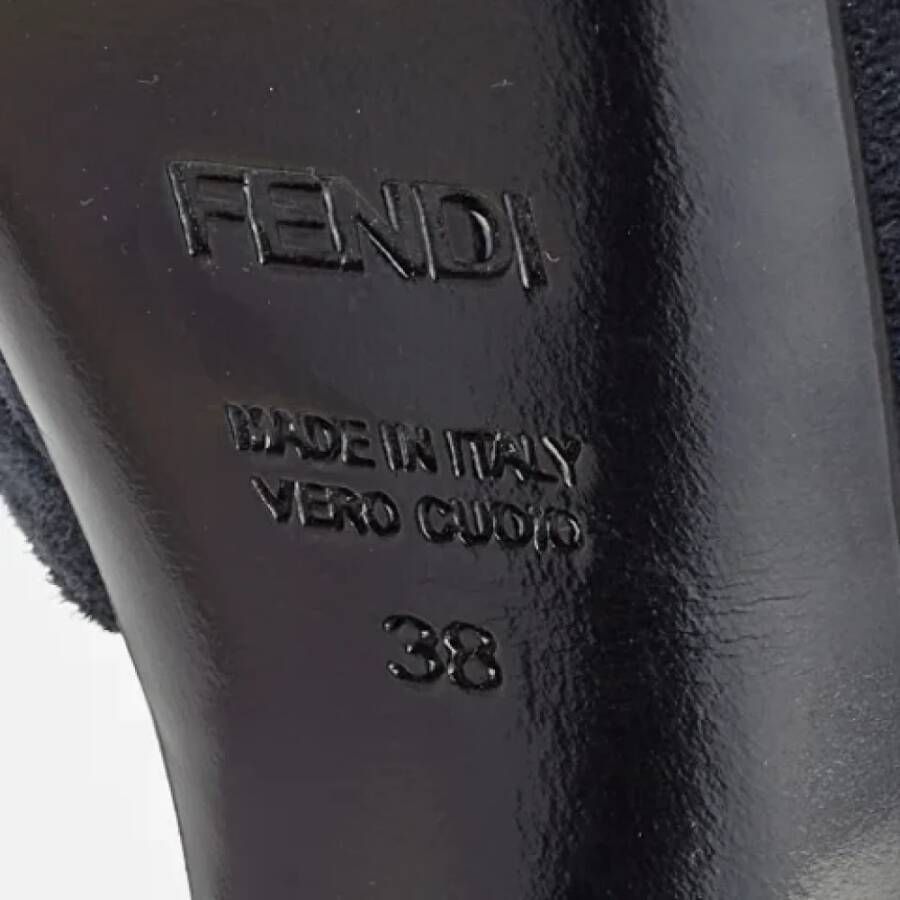 FENDI
MADE IN ITALY
VERO CUOIO
38